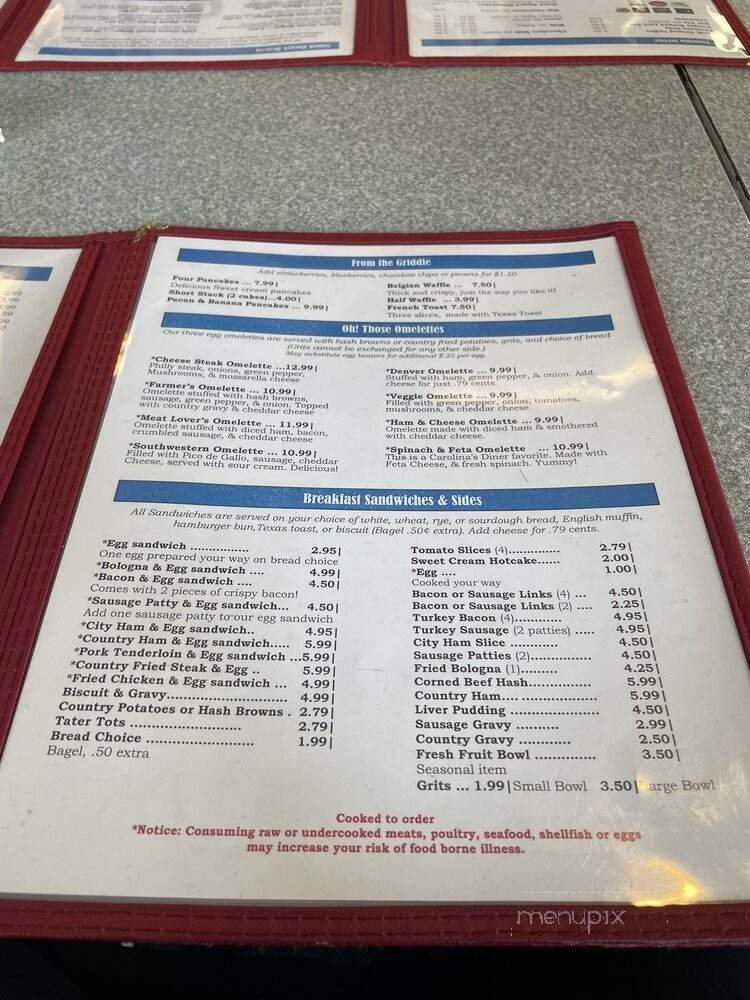 From the Griddle
Add strawberries, blueberries, chocolate chips or pecans for $1.50
Four Pancakes ... 7.99|
Delicious Sweet cream pancakes
Short Stack (2 cakes)...4.00|
Pecan & Banana Pancakes ... 9.99|
Belgian Waffle ... 7.50|
Thick and crispy, just the way you like it!
Half Waffle ... 3.99|
French Toast 7.50|
Three slices, made with Texas Toast
Oh! Those Omelettes
Our three egg omelettes are served with hash browns or country fried potatoes, grits, and choice of bread
(Grits cannot be exchanged for any other side.)
May substitute egg beaters for additional $.25 per egg.
*Cheese Steak Omelette ...12.99|
Philly steak, onions, green pepper,
Mushrooms, & mozzarella cheese
*Farmer's Omelette ... 10.99|
Omelette stuffed with hash browns,
sausage, green pepper, & onion. Topped
with country gravy & cheddar cheese
*Meat Lover's Omelette ... 11.99|
Omelette stuffed with diced ham, bacon,
crumbled sausage, & cheddar cheese
*Southwestern Omelette ... 10.99|
Filled with Pico de Gallo, sausage, cheddar
Cheese, served with sour cream. Delicious!
*Denver Omelette ... 9.99|
Stuffed with ham, green pepper, & onion. Add
cheese for just .79 cents
*Veggie Omelette ... 9.99|
Filled with green pepper, onion, tomatoes,
mushrooms, & cheddar cheese
*Ham & Cheese Omelette ... 9.99|
Omelette made with diced ham & smothered
with cheddar cheese.
*Spinach & Feta Omelette ... 10.99|
This is a Carolina's Diner favorite. Made with
Feta Cheese, & fresh spinach. Yummy!
Breakfast Sandwiches & Sides
All Sandwiches are served on your choice of white, wheat, rye, or sourdough bread, English muffin,
hamburger bun, Texas toast, or biscuit (Bagel .50¢ extra). Add cheese for .79 cents.
*Egg sandwich ................ 2.95|
One egg prepared your way on bread choice
*Bologna & Egg sandwich .... 4.99|
*Bacon & Egg sandwich .... 4.50|
Comes with 2 pieces of crispy bacon!
*Sausage Patty & Egg sandwich... 4.50|
Add one sausage patty to our egg sandwich
*City Ham & Egg sandwich.. 4.95|
*Country Ham & Egg sandwich..... 5.99|
*Pork Tenderloin & Egg sandwich ...5.99|
*Country Fried Steak & Egg .. 5.99|
*Fried Chicken & Egg sandwich ... 4.99|
Biscuit & Gravy......................... 4.99|
Country Potatoes or Hash Browns . 2.79|
Tater Tots ........................ 2.79|
Bread Choice ........................ 1.99|
Bagel, .50 extra
Tomato Slices (4)............ 2.79|
Sweet Cream Hotcake...... 2.00|
*Egg .... 1.00|
Cooked your way
Bacon or Sausage Links (4) ... 4.50|
Bacon or Sausage Links (2) .... 2.25|
Turkey Bacon (4)........... 4.95|
Turkey Sausage (2 patties) ..... 4.95|
City Ham Slice ............ 4.50|
Sausage Patties (2)............. 4.50|
Fried Bologna (1)......... 4.25|
Corned Beef Hash............... 5.99|
Country Ham..................... 5.99|
Liver Pudding ................... 4.50|
Sausage Gravy .......... 2.99|
Country Gravy ............ 2.50|
Fresh Fruit Bowl .............. 3.50|
Seasonal item
Grits ... 1.99|Small Bowl 3.50|Large Bowl
Cooked to order
*Notice: Consuming raw or undercooked meats, poultry, seafood, shellfish or eggs
may increase your risk of food borne illness.
menupix